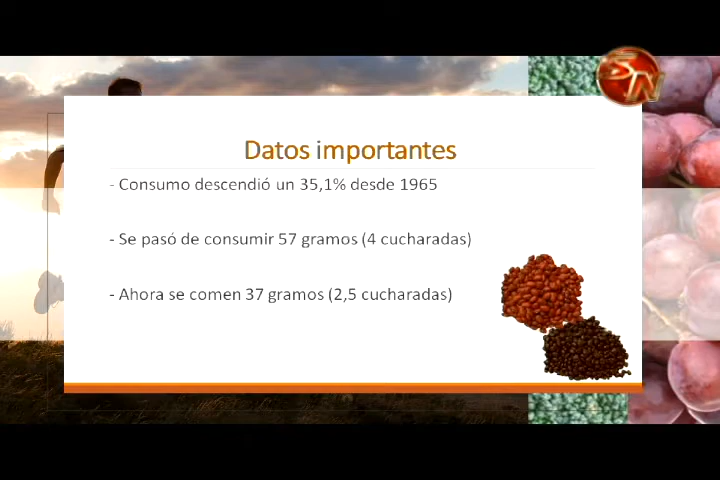 SN
Datos importantes
- Consumo descendió un 35,1% desde 1965
- Se pasó de consumir 57 gramos (4 cucharadas)
- Ahora se comen 37 gramos (2,5 cucharadas)